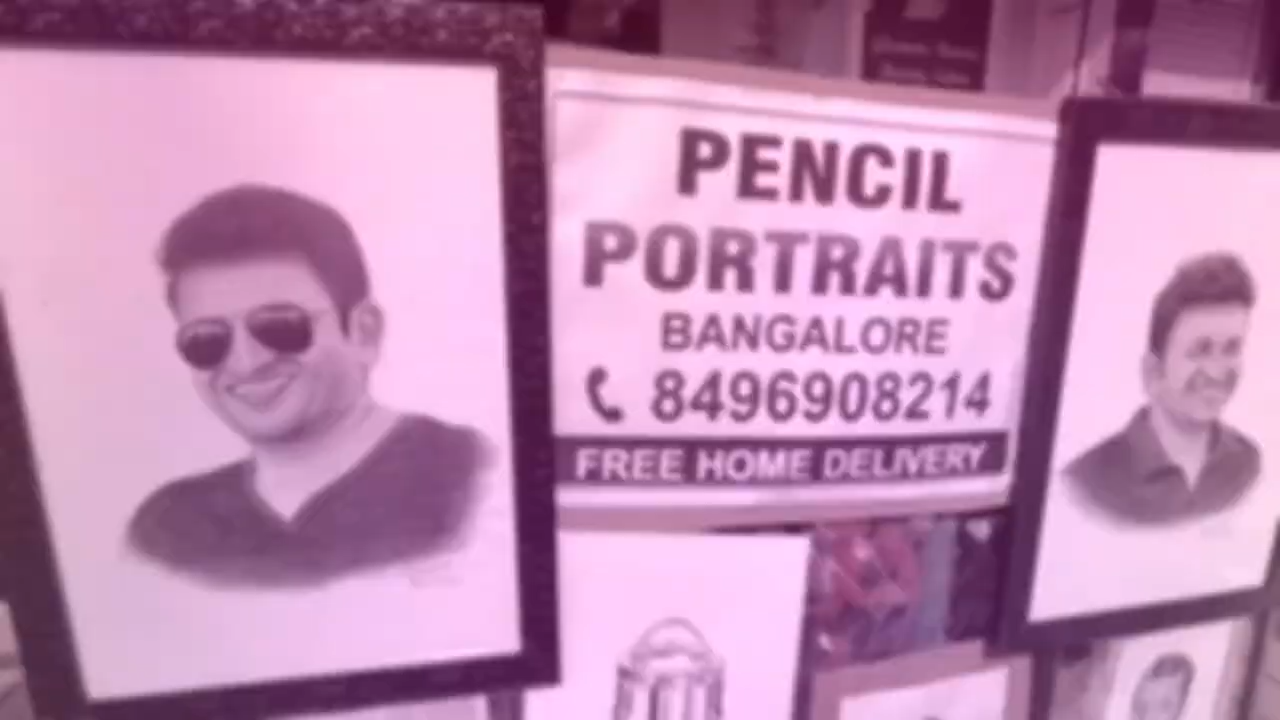 PENCIL
PORTRAITS
BANGALORE
8496908214
FREE HOME DELIVERY